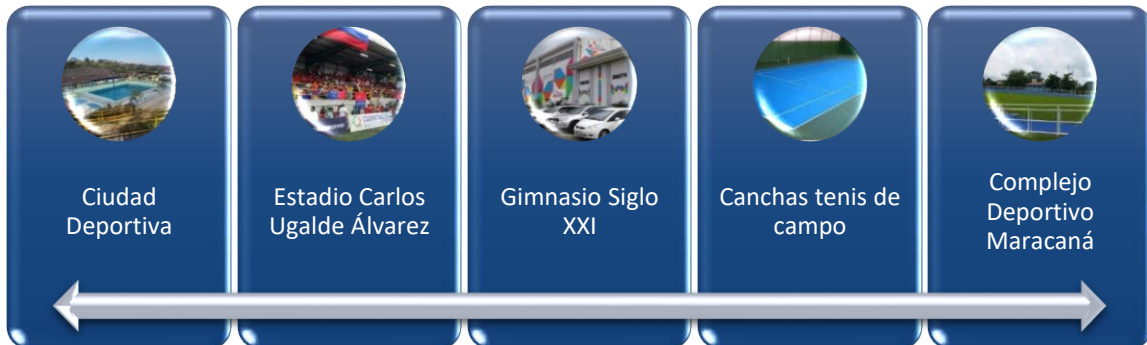 Ciudad
Deportiva
Estadio Carlos
Ugalde Álvarez
Gimnasio Siglo
XXI
Canchas tenis de
campo
Complejo
Deportivo
Maracaná